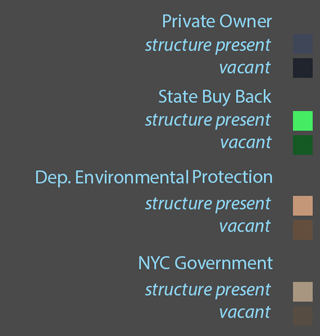 Private Owner
structure present
vacant
State Buy Back
structure present
vacant
Dep. Environmental Protection
structure present
vacant
NYC Government
structure present
vacant